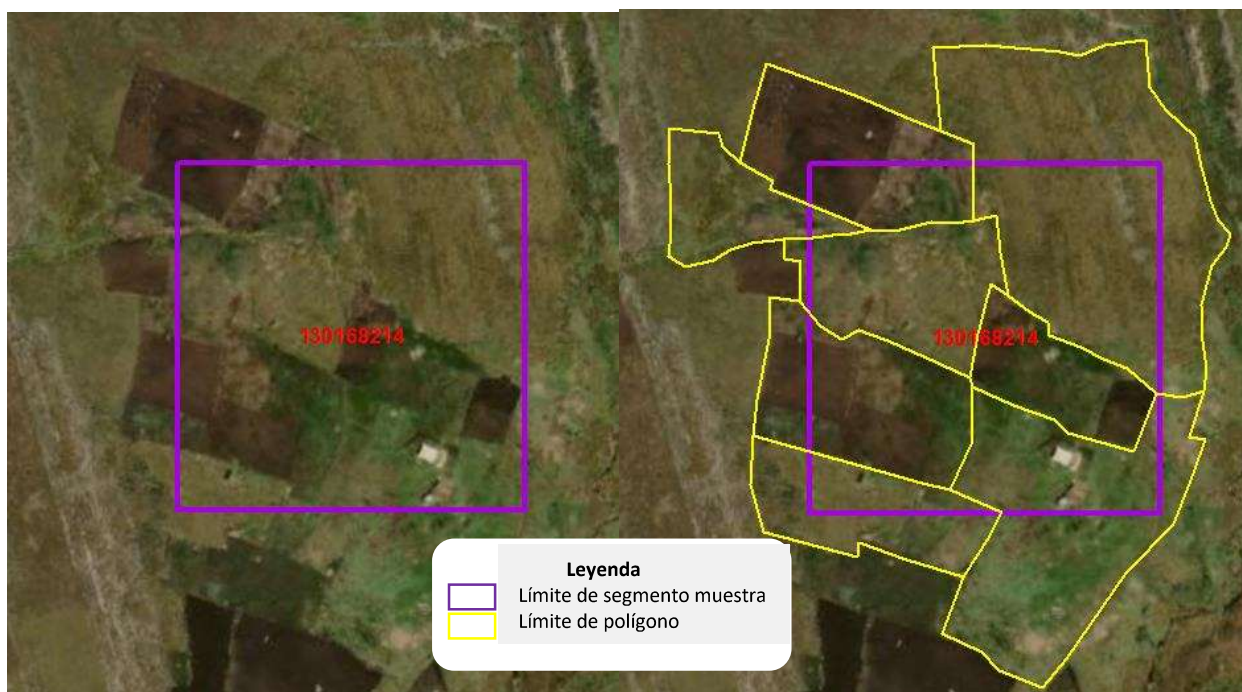 130168214
130168214
Leyenda
Límite de segmento muestra
Límite de polígono